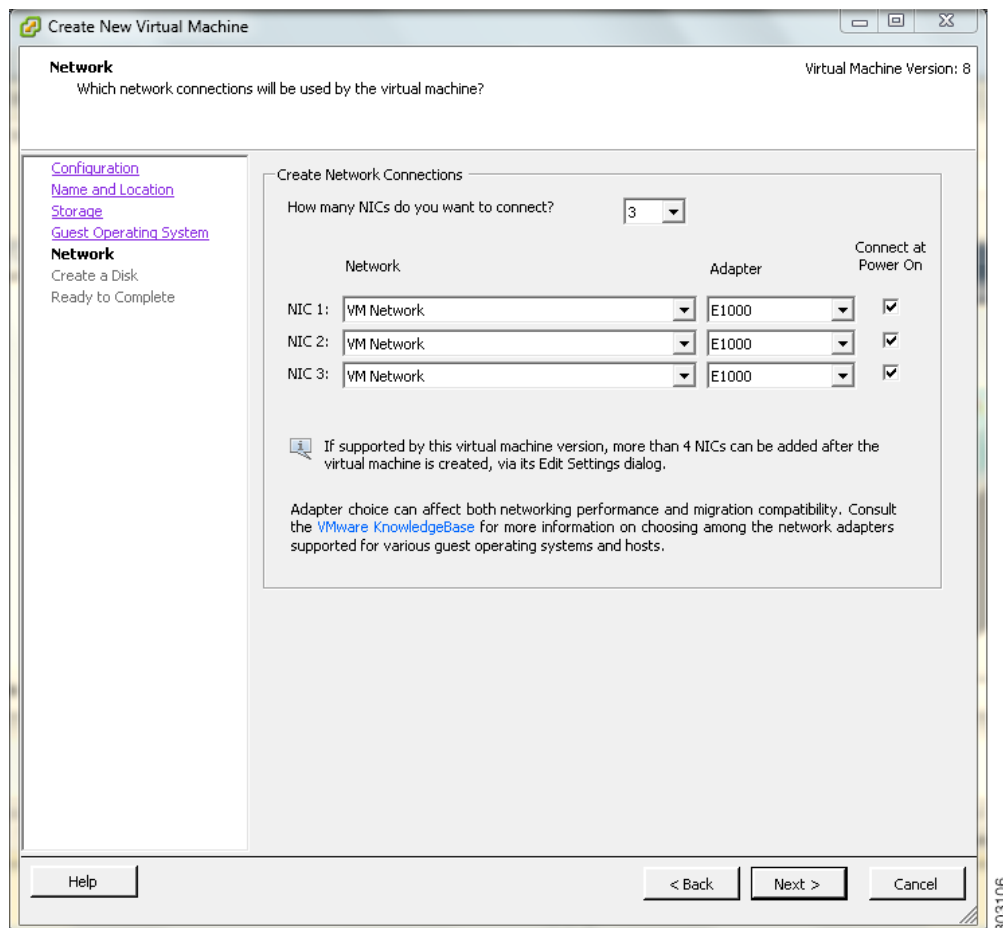 Create New Virtual Machine
Network
Virtual Machine Version: 8
Which network connections will be used by the virtual machine?
Configuration
Name and Location
Storage
Guest Operating System
Network
Create a Disk
Ready to Complete
Create Network Connections
How many NICs do you want to connect?
3
Network
Adapter
Connect at
Power On
NIC 1: VM Network E1000
NIC 2: VM Network E1000
NIC 3: VM Network E1000
If supported by this virtual machine version, more than 4 NICs can be added after the
virtual machine is created, via its Edit Settings dialog.
Adapter choice can affect both networking performance and migration compatibility. Consult
the VMware KnowledgeBase for more information on choosing among the network adapters
supported for various guest operating systems and hosts.
Help
< Back
Next >
Cancel
303106